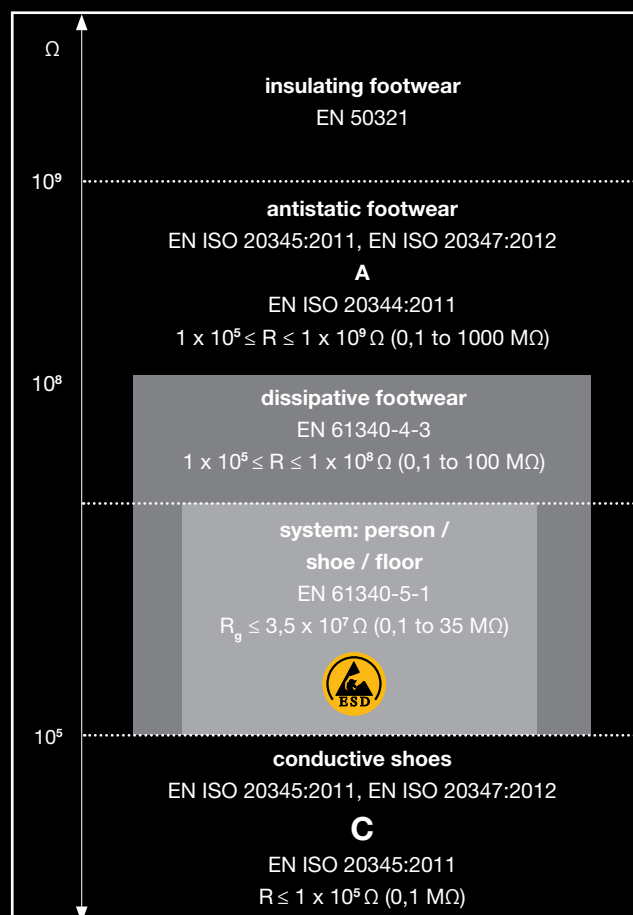 Ω
insulating footwear
EN 50321
10⁹
antistatic footwear
EN ISO 20345:2011, EN ISO 20347:2012
A
EN ISO 20344:2011
1 x 10⁵ ≤ R ≤ 1 x 10⁹ Ω (0,1 to 1000 MΩ)
10⁸
dissipative footwear
EN 61340-4-3
1 x 10⁵ ≤ R ≤ 1 x 10⁸ Ω (0,1 to 100 MΩ)
system: person /
shoe / floor
EN 61340-5-1
R₉ ≤ 3,5 x 10⁷ Ω (0,1 to 35 MΩ)
ESD
10⁵
conductive shoes
EN ISO 20345:2011, EN ISO 20347:2012
C
EN ISO 20345:2011
R ≤ 1 x 10⁵ Ω (0,1 MΩ)